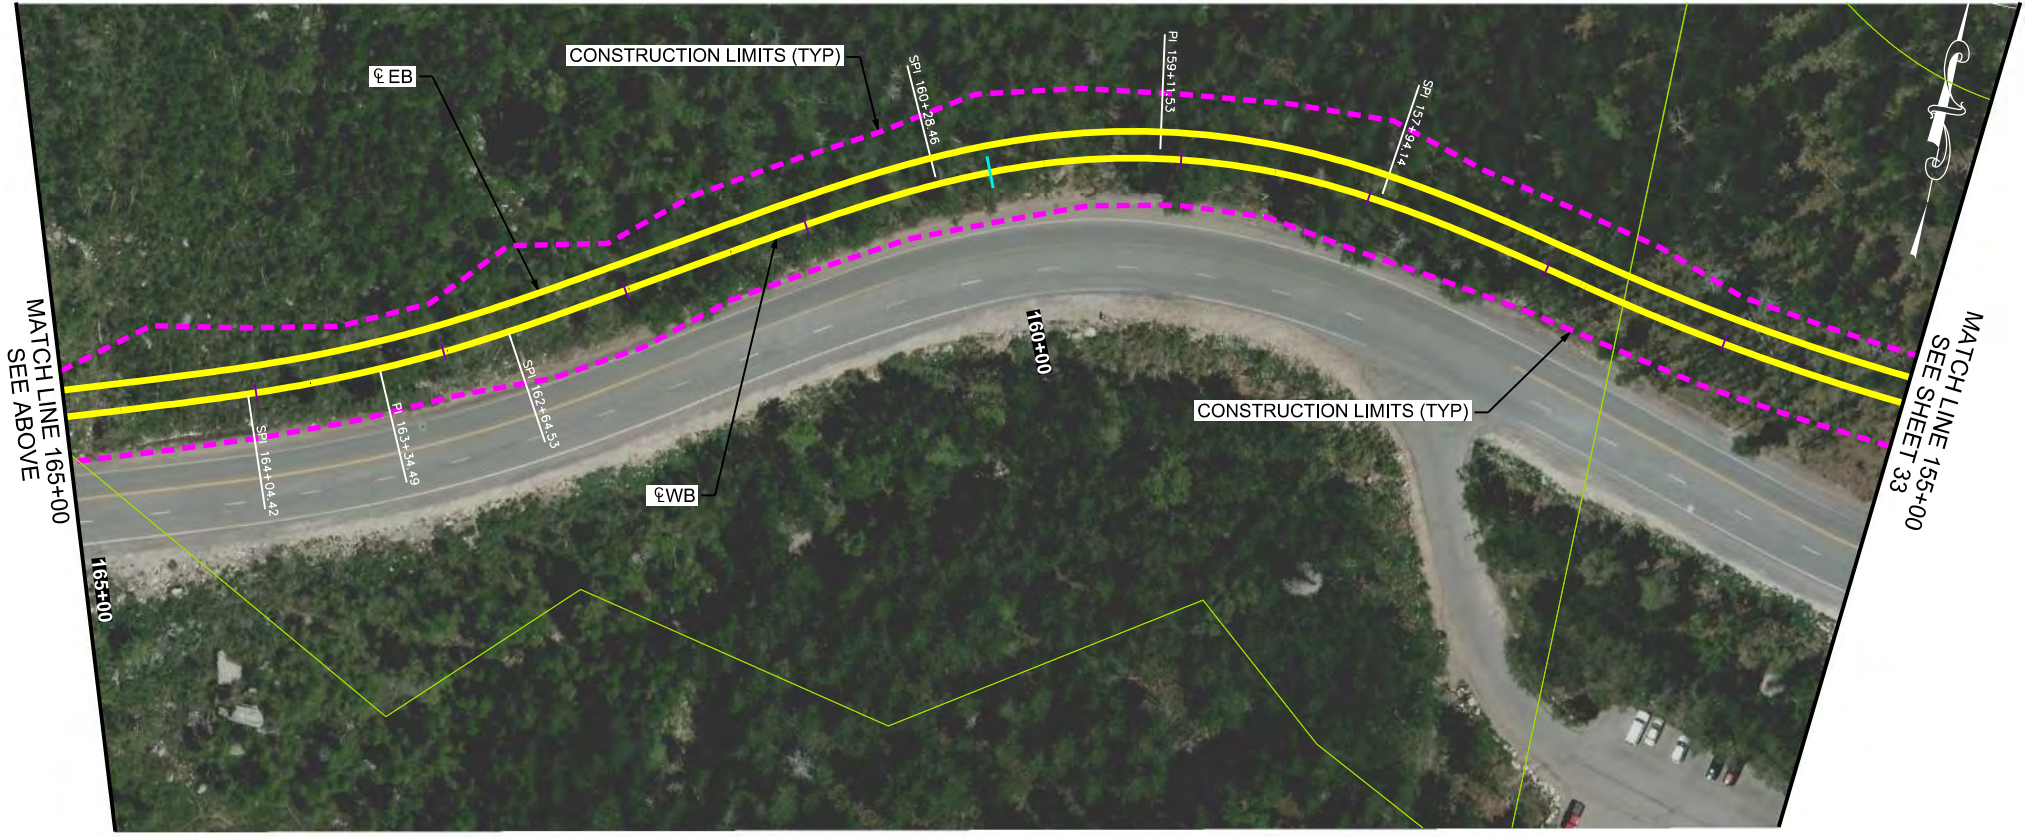 CONSTRUCTION LIMITS (TYP)
℄ EB
SPI 160+28.46
PI 159+11.53
SPI 157+94.14
MATCH LINE 165+00
SEE ABOVE
160+00
MATCH LINE 155+00
SEE SHEET 33
CONSTRUCTION LIMITS (TYP)
SPI 162+64.53
PI 163+34.49
SPI 164+04.42
℄ WB
165+00